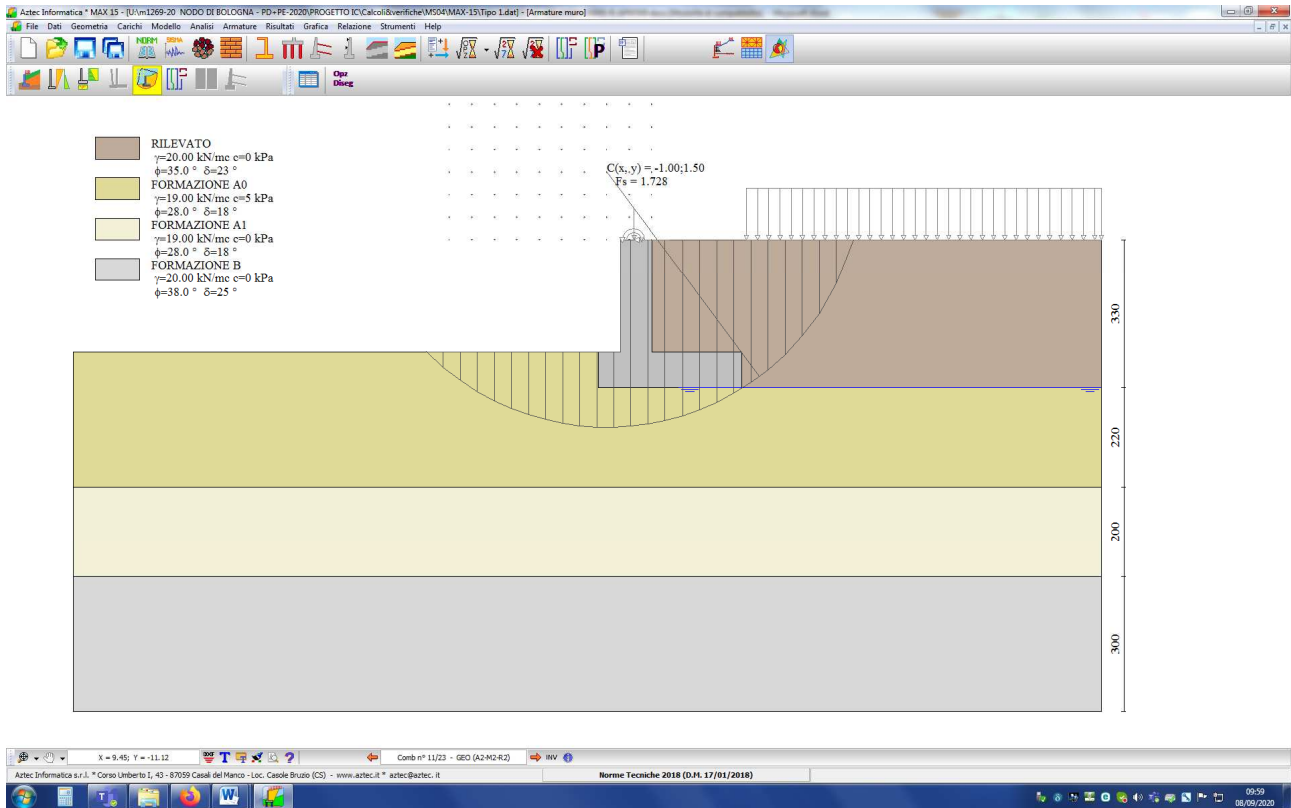 Aztec Informatica * MAX 15 - [U:\m1269-20 NODO DI BOLOGNA - PD+PE-2020\PROGETTO IC\Calcoli&verifiche\MS04\MAX-15\Tipo 1.dat] - [Armature muro]
File Dati Geometria Carichi Modello Analisi Armature Risultati Grafica Relazione Strumenti Help
NORM SISMA
Opz
Diseg
RILEVATO
γ=20.00 kN/mc c=0 kPa
ϕ=35.0 ° δ=23 °
FORMAZIONE A0
γ=19.00 kN/mc c=5 kPa
ϕ=28.0 ° δ=18 °
FORMAZIONE A1
γ=19.00 kN/mc c=0 kPa
ϕ=28.0 ° δ=18 °
FORMAZIONE B
γ=20.00 kN/mc c=0 kPa
ϕ=38.0 ° δ=25 °
C(x,y) = -1.00;1.50
Fs = 1.728
330
220
200
300
X = 9.45; Y = -11.12
Comb n° 11/23 - GEO (A2-M2-R2)
INV
Aztec Informatica s.r.l. * Corso Umberto I, 43 - 87059 Casali del Manco - Loc. Casole Bruzio (CS) - www.aztec.it * aztec@aztec. it
Norme Tecniche 2018 (D.M. 17/01/2018)
09:59
08/09/2020